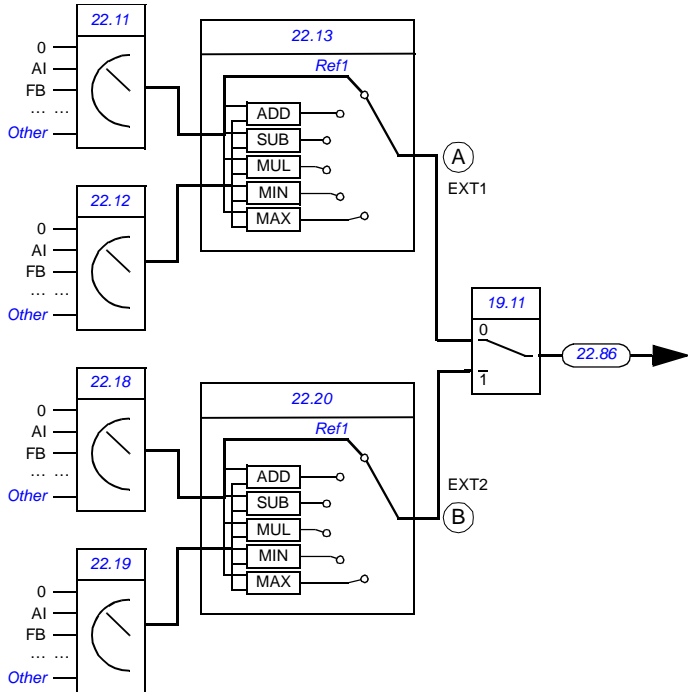 22.11
0
AI
FB
... ...
Other
22.13
Ref1
ADD
SUB
MUL
MIN
MAX
A
EXT1
22.12
0
AI
FB
... ...
Other
19.11
0
1
22.86
22.18
0
AI
FB
... ...
Other
22.20
Ref1
ADD
SUB
MUL
MIN
MAX
EXT2
B
22.19
0
AI
FB
... ...
Other